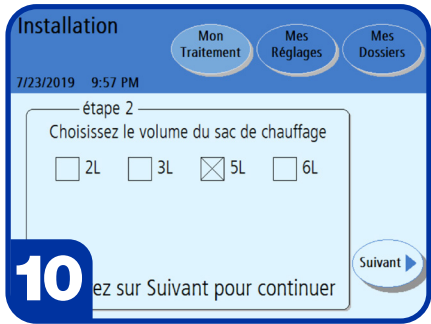 Installation
Mon
Traitement
Mes
Réglages
Mes
Dossiers
7/23/2019 9:57 PM
étape 2
Choisissez le volume du sac de chauffage
2L 3L 5L 6L
Suivant
10
ez sur Suivant pour continuer